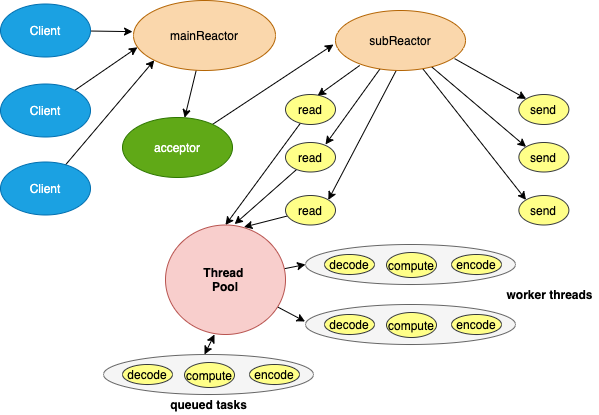 Client
mainReactor
subReactor
Client
Client
acceptor
read
send
read
send
read
send
Thread
Pool
decode
compute
encode
worker threads
decode
compute
encode
decode
compute
encode
queued tasks